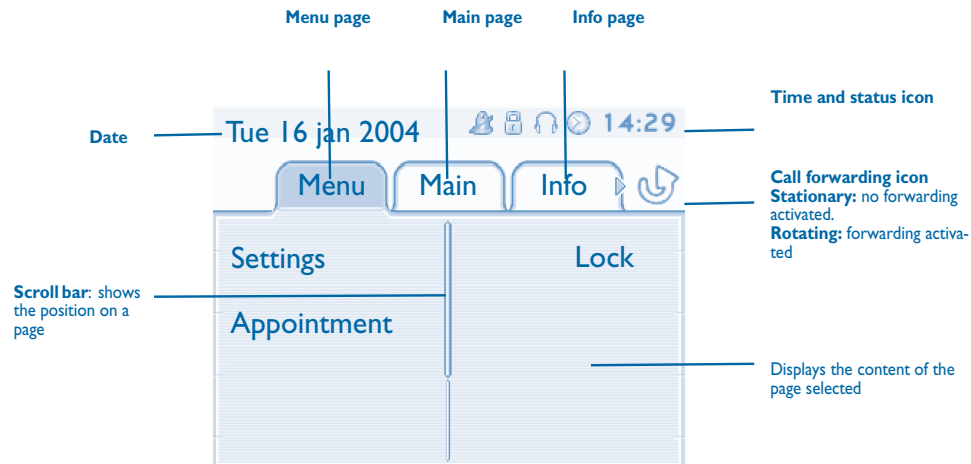 Menu page
Main page
Info page
Time and status icon
Date
Tue 16 jan 2004
14:29
Call forwarding icon
Stationary: no forwarding
activated.
Rotating: forwarding activa-
ted
Menu
Main
Info
Settings
Lock
Scroll bar: shows
the position on a
page
Appointment
Displays the content of the
page selected